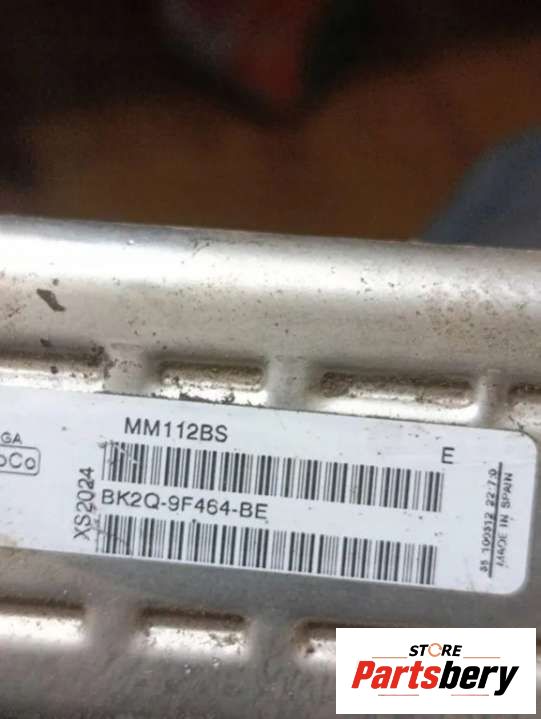 GA
oCo
XS2024
MM112BS
E
BK2Q-9F464-BE
MADE IN SPAIN
STORE
Partsbery